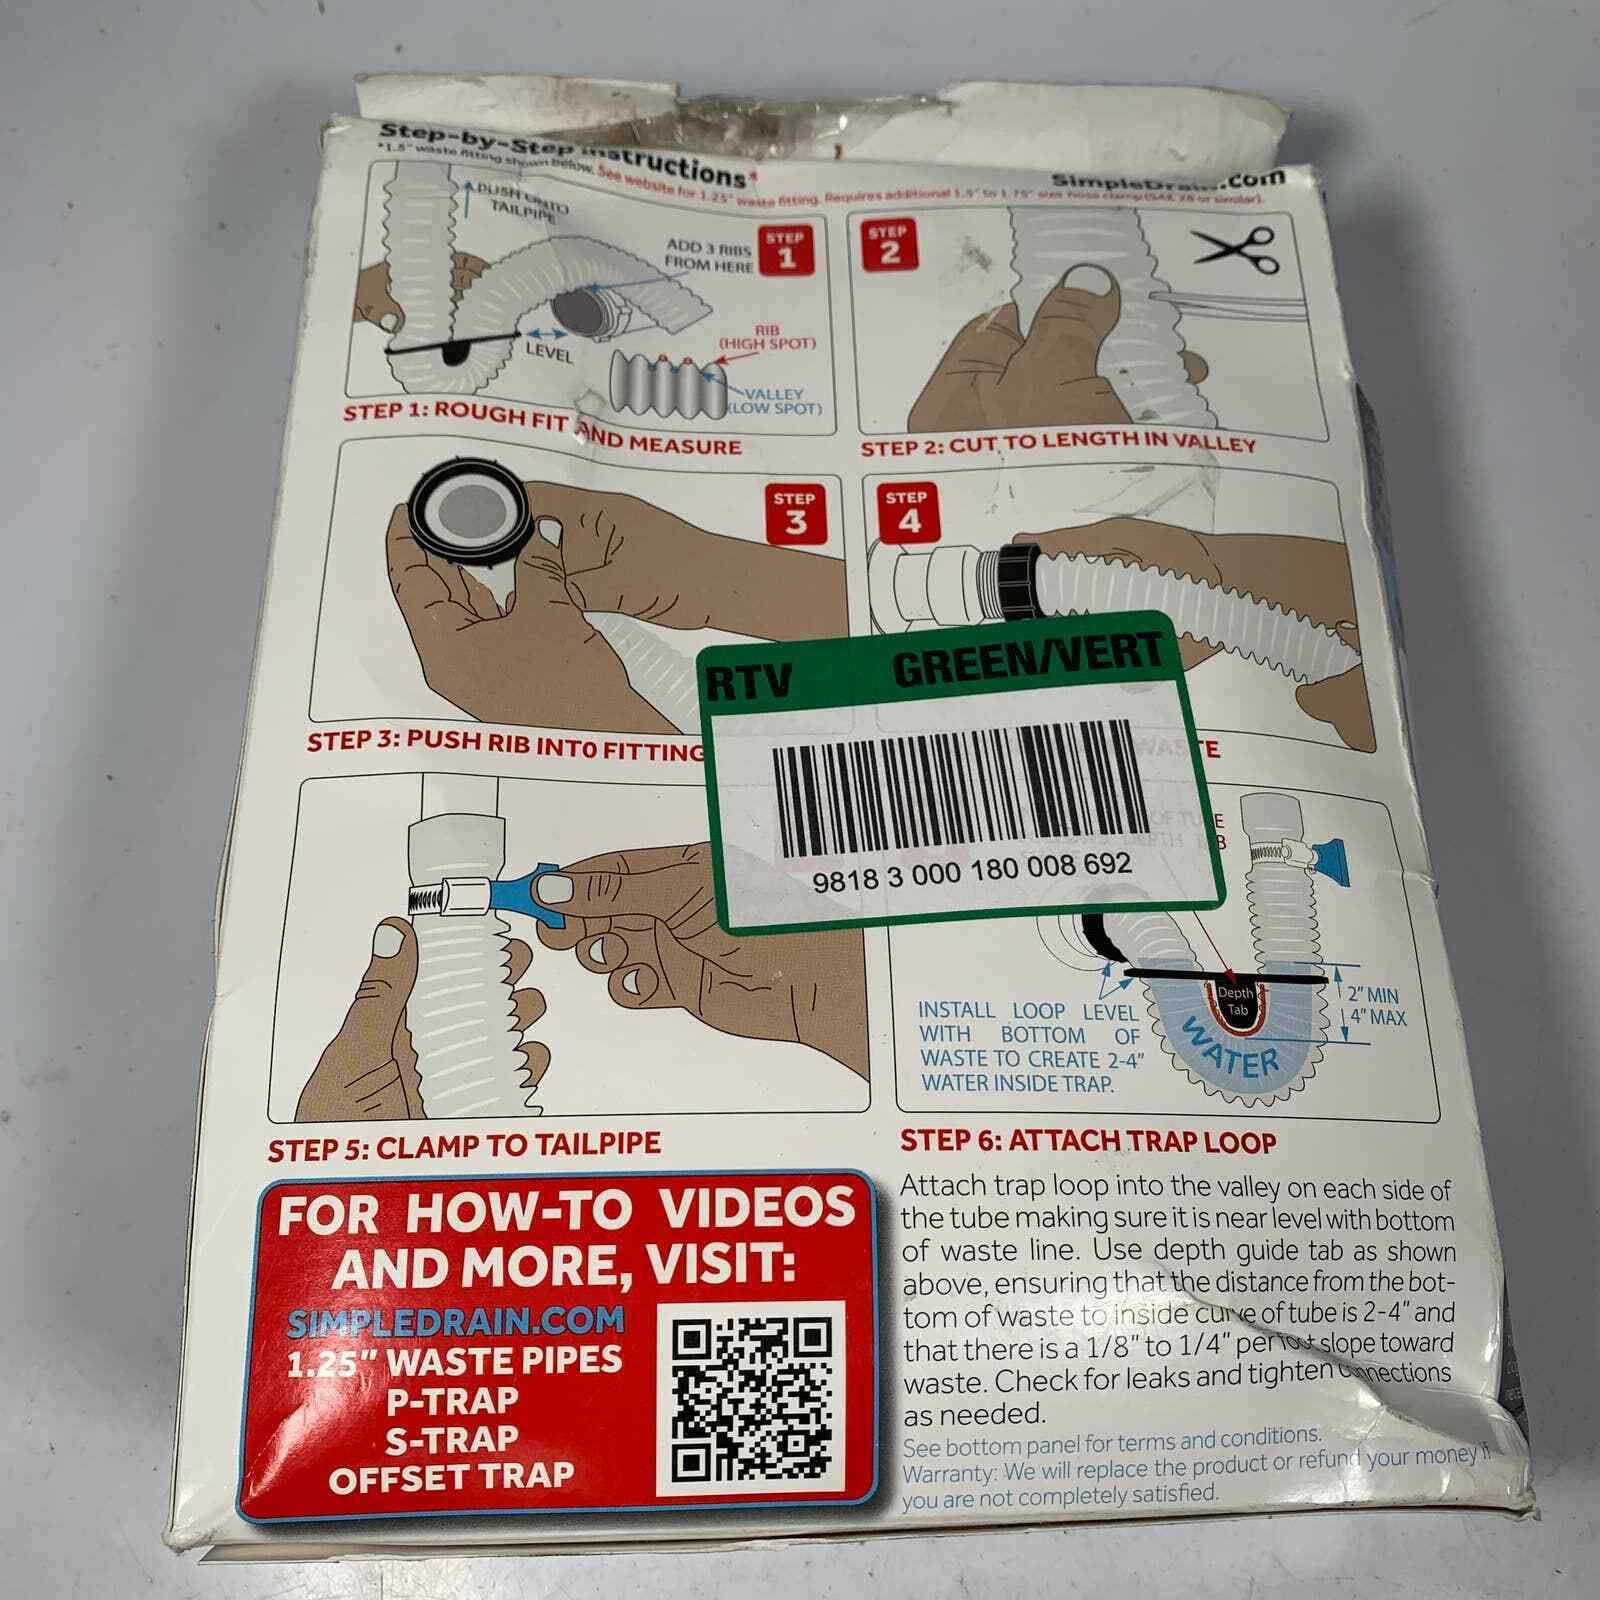 Step-by-Step Instructions*
SimpleDrain.com
*1.5" waste fitting shown below. See website for 1.25" waste fitting. Requires additional 1.5" to 1.75" size hose clamp (SAE 28 or similar).
PUSH ONTO
TAILPIPE
ADD 3 RIBS
FROM HERE
STEP
1
LEVEL
RIB
(HIGH SPOT)
VALLEY
(LOW SPOT)
STEP 1: ROUGH FIT AND MEASURE
STEP
2
STEP 2: CUT TO LENGTH IN VALLEY
STEP
3
STEP 3: PUSH RIB INTO FITTING
STEP
4
WASTE
RTV GREEN/VERT
9818 3 000 180 008 692
STEP 5: CLAMP TO TAILPIPE
OF TUBE
DEPTH
INSTALL LOOP LEVEL
WITH BOTTOM OF
WASTE TO CREATE 2-4"
WATER INSIDE TRAP.
Depth
Tab
WATER
2" MIN
4" MAX
STEP 6: ATTACH TRAP LOOP
Attach trap loop into the valley on each side of
the tube making sure it is near level with bottom
of waste line. Use depth guide tab as shown
above, ensuring that the distance from the bot-
tom of waste to inside curve of tube is 2-4" and
that there is a 1/8" to 1/4" per foot slope toward
waste. Check for leaks and tighten connections
as needed.
See bottom panel for terms and conditions.
Warranty: We will replace the product or refund your money if
you are not completely satisfied.
FOR HOW-TO VIDEOS
AND MORE, VISIT:
SIMPLEDRAIN.COM
1.25" WASTE PIPES
P-TRAP
S-TRAP
OFFSET TRAP